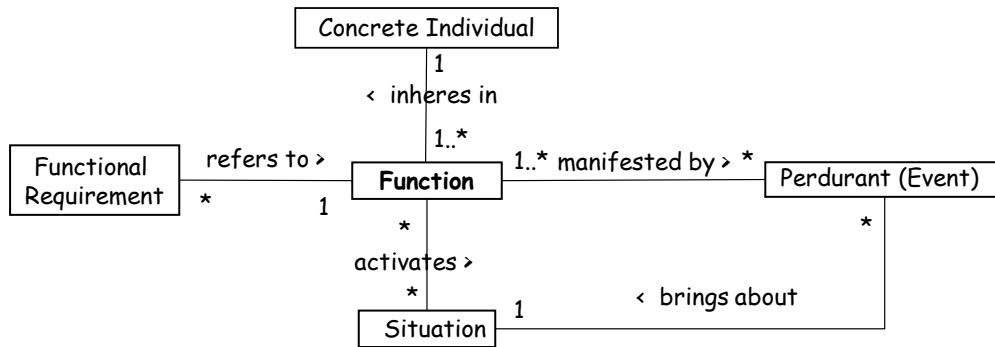 Concrete Individual
1
< inheres in
1..*
Functional
Requirement
refers to >
*
1
Function
1..* manifested by > *
Perdurant (Event)
*
activates >
*
*
Situation
1
< brings about